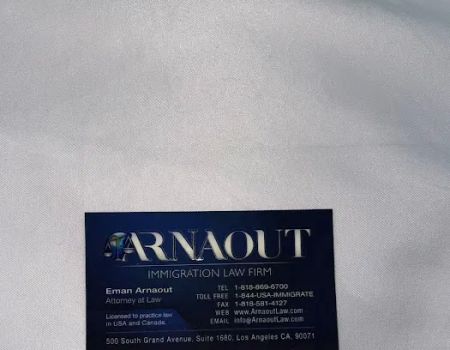 ARNAOUT
IMMIGRATION LAW FIRM
Eman Arnaout
Attorney at Law
Licensed to practice law
in USA and Canada.
TEL 1-818-869-6700
TOLL FREE 1-844-USA-IMMIGRATE
FAX 1-818-581-4127
WEB www.ArnaoutLaw.com
EMAIL info@ArnaoutLaw.com
500 South Grand Avenue, Suite 1680, Los Angeles CA, 90071